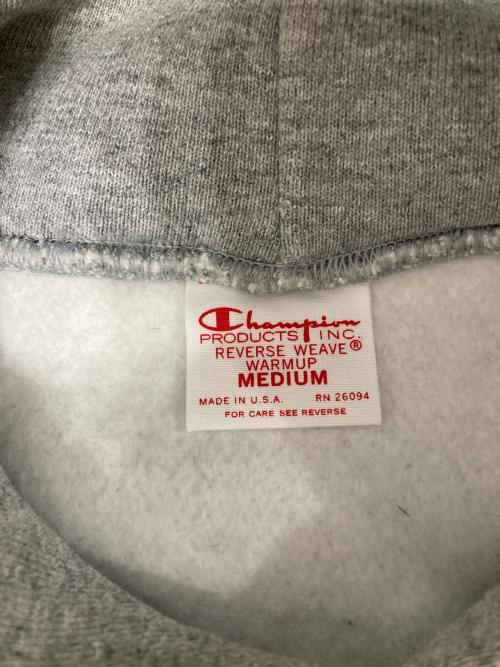 Champion
PRODUCTS INC.
REVERSE WEAVE®
WARMUP
MEDIUM
MADE IN U.S.A. RN 26094
FOR CARE SEE REVERSE